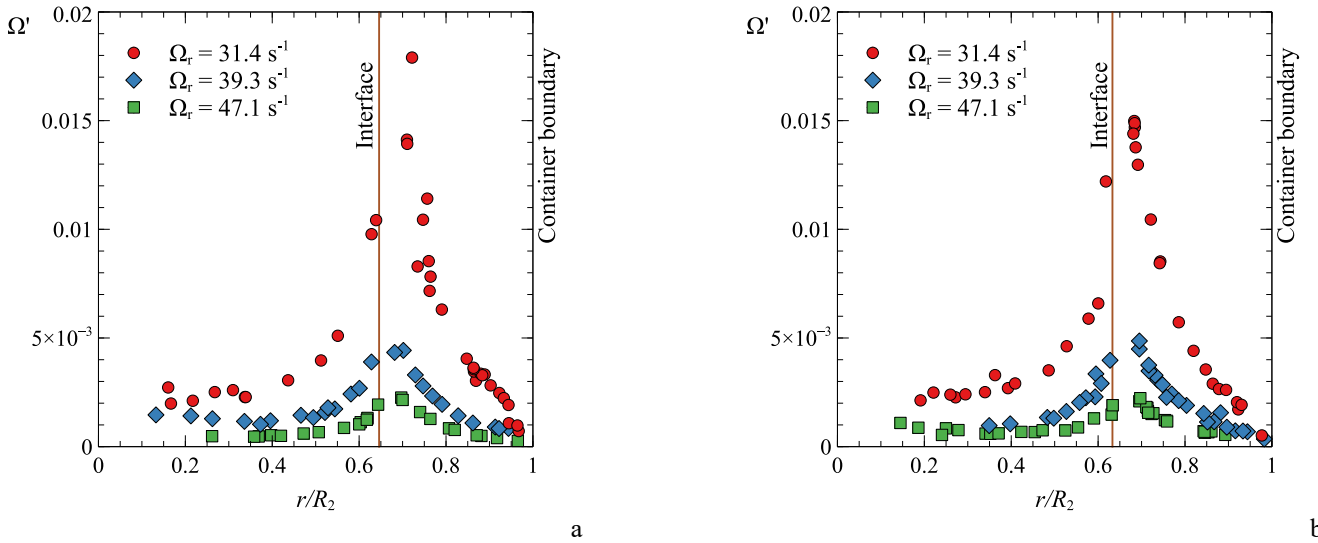 Ω'
0.02
0.015
0.01
5×10⁻³
0
Ωᵣ = 31.4 s⁻¹
Ωᵣ = 39.3 s⁻¹
Ωᵣ = 47.1 s⁻¹
Interface
Container boundary
0 0.2 0.4 0.6 0.8 1
r/R₂
a
Ω'
0.02
0.015
0.01
5×10⁻³
0
Ωᵣ = 31.4 s⁻¹
Ωᵣ = 39.3 s⁻¹
Ωᵣ = 47.1 s⁻¹
Interface
Container boundary
0 0.2 0.4 0.6 0.8 1
r/R₂
b